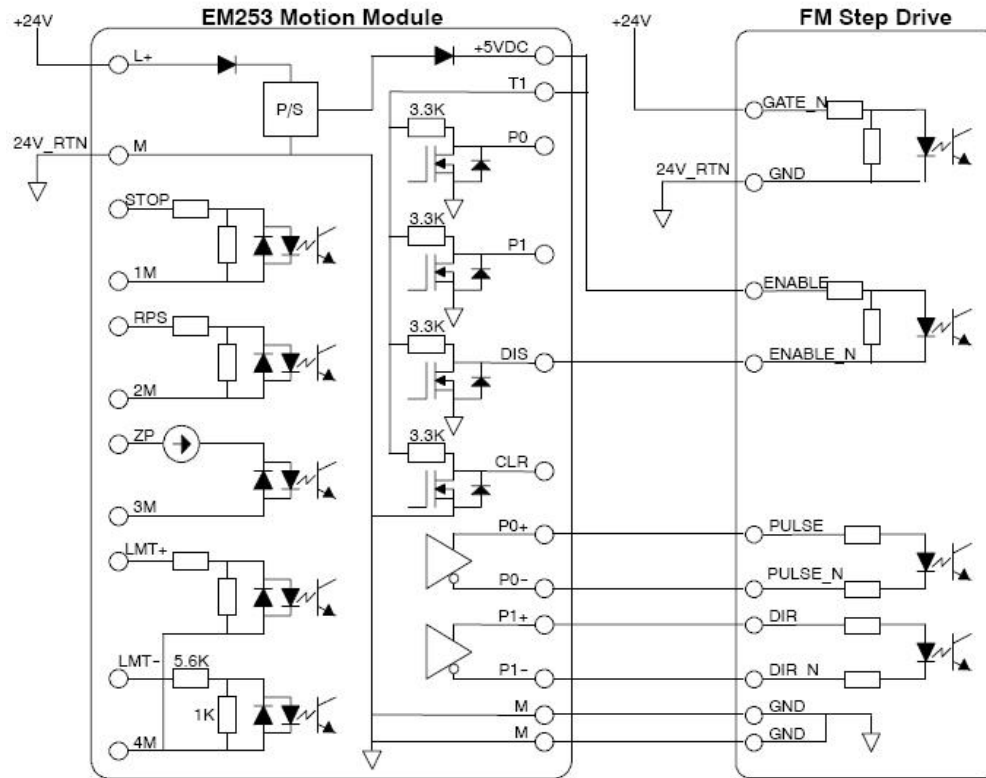 EM253 Motion Module
FM Step Drive
+24V
L+
P/S
+5VDC
T1
24V_RTN
M
3.3K
P0
STOP
1M
3.3K
P1
RPS
2M
3.3K
DIS
ZP
3M
3.3K
CLR
LMT+
P0+
P0-
LMT-
5.6K
1K
4M
P1+
P1-
M
M
+24V
GATE_N
24V_RTN
GND
ENABLE
ENABLE_N
PULSE
PULSE_N
DIR
DIR_N
GND
GND